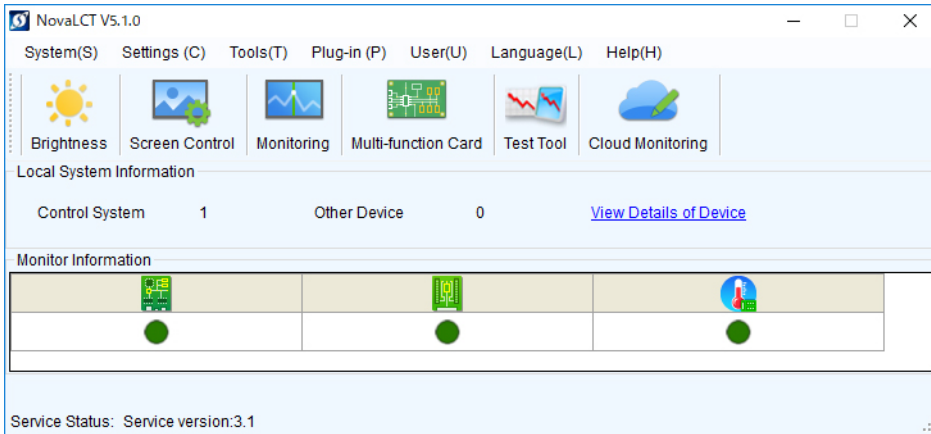 NovaLCT V5.1.0
System(S) Settings (C) Tools(T) Plug-in (P) User(U) Language(L) Help(H)
Brightness Screen Control Monitoring Multi-function Card Test Tool Cloud Monitoring
Local System Information
Control System 1 Other Device 0 View Details of Device
Monitor Information
Service Status: Service version:3.1